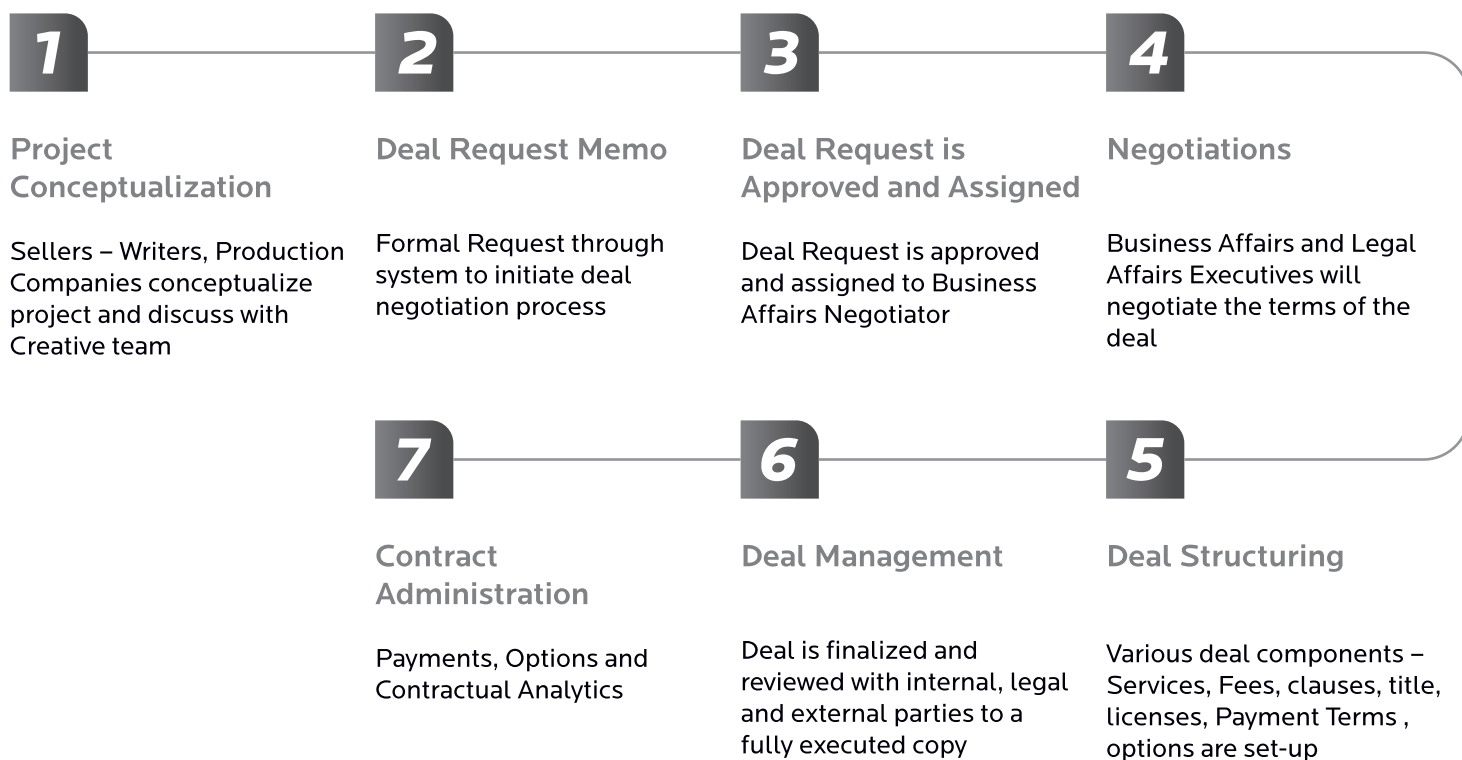 1
Project
Conceptualization
Sellers – Writers, Production
Companies conceptualize
project and discuss with
Creative team
2
Deal Request Memo
Formal Request through
system to initiate deal
negotiation process
3
Deal Request is
Approved and Assigned
Deal Request is approved
and assigned to Business
Affairs Negotiator
4
Negotiations
Business Affairs and Legal
Affairs Executives will
negotiate the terms of the
deal
5
Deal Structuring
Various deal components –
Services, Fees, clauses, title,
licenses, Payment Terms ,
options are set-up
6
Deal Management
Deal is finalized and
reviewed with internal, legal
and external parties to a
fully executed copy
7
Contract
Administration
Payments, Options and
Contractual Analytics